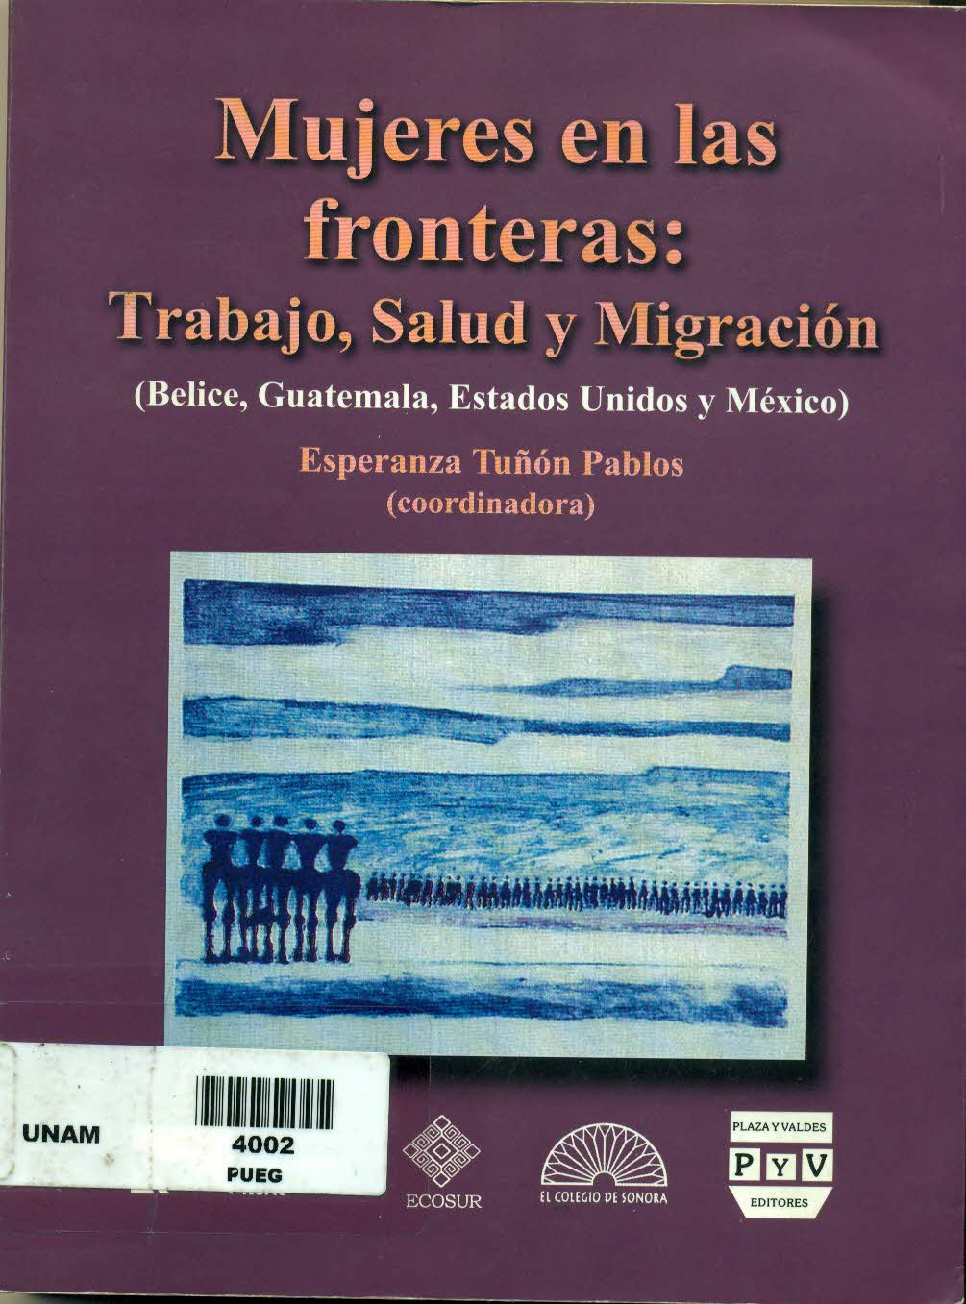 Mujeres en las
fronteras:
Trabajo, Salud y Migración
(Belice, Guatemala, Estados Unidos y México)
Esperanza Tuñón Pablos
(coordinadora)
UNAM
4002
PUEG
ECOSUR
EL COLEGIO DE SONORA
PLAZA Y VALDES
P Y V
EDITORES